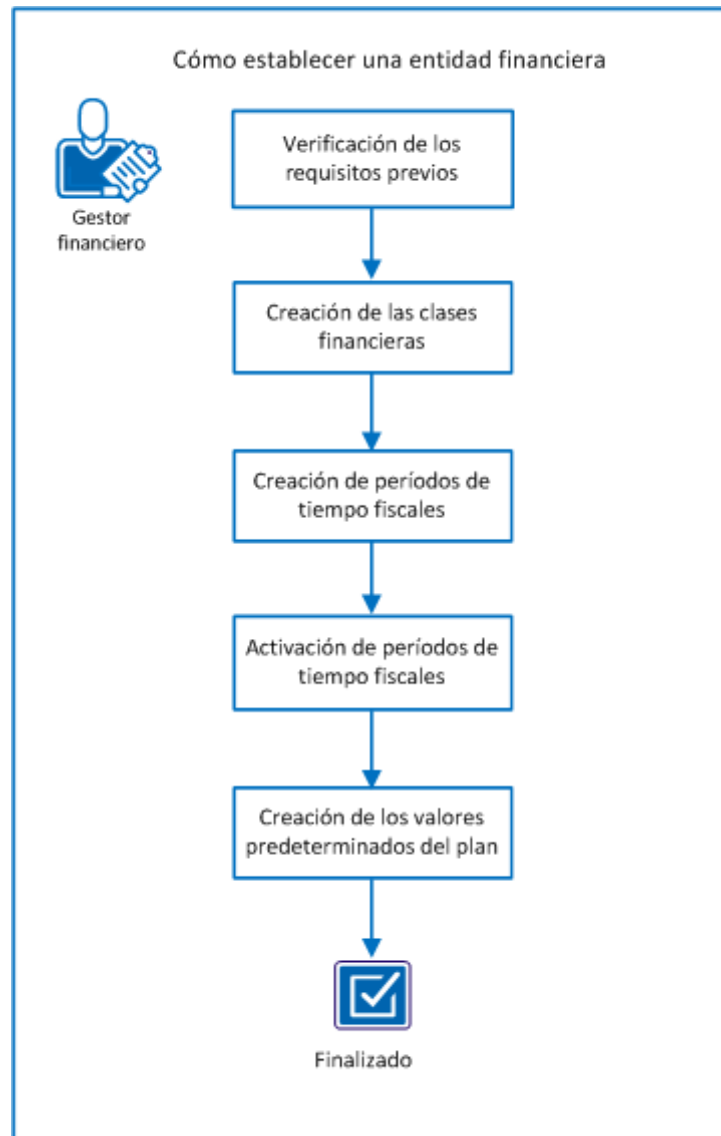 Cómo establecer una entidad financiera
Gestor
financiero
Verificación de los
requisitos previos
Creación de las clases
financieras
Creación de períodos de
tiempo fiscales
Activación de períodos de
tiempo fiscales
Creación de los valores
predeterminados del plan
Finalizado